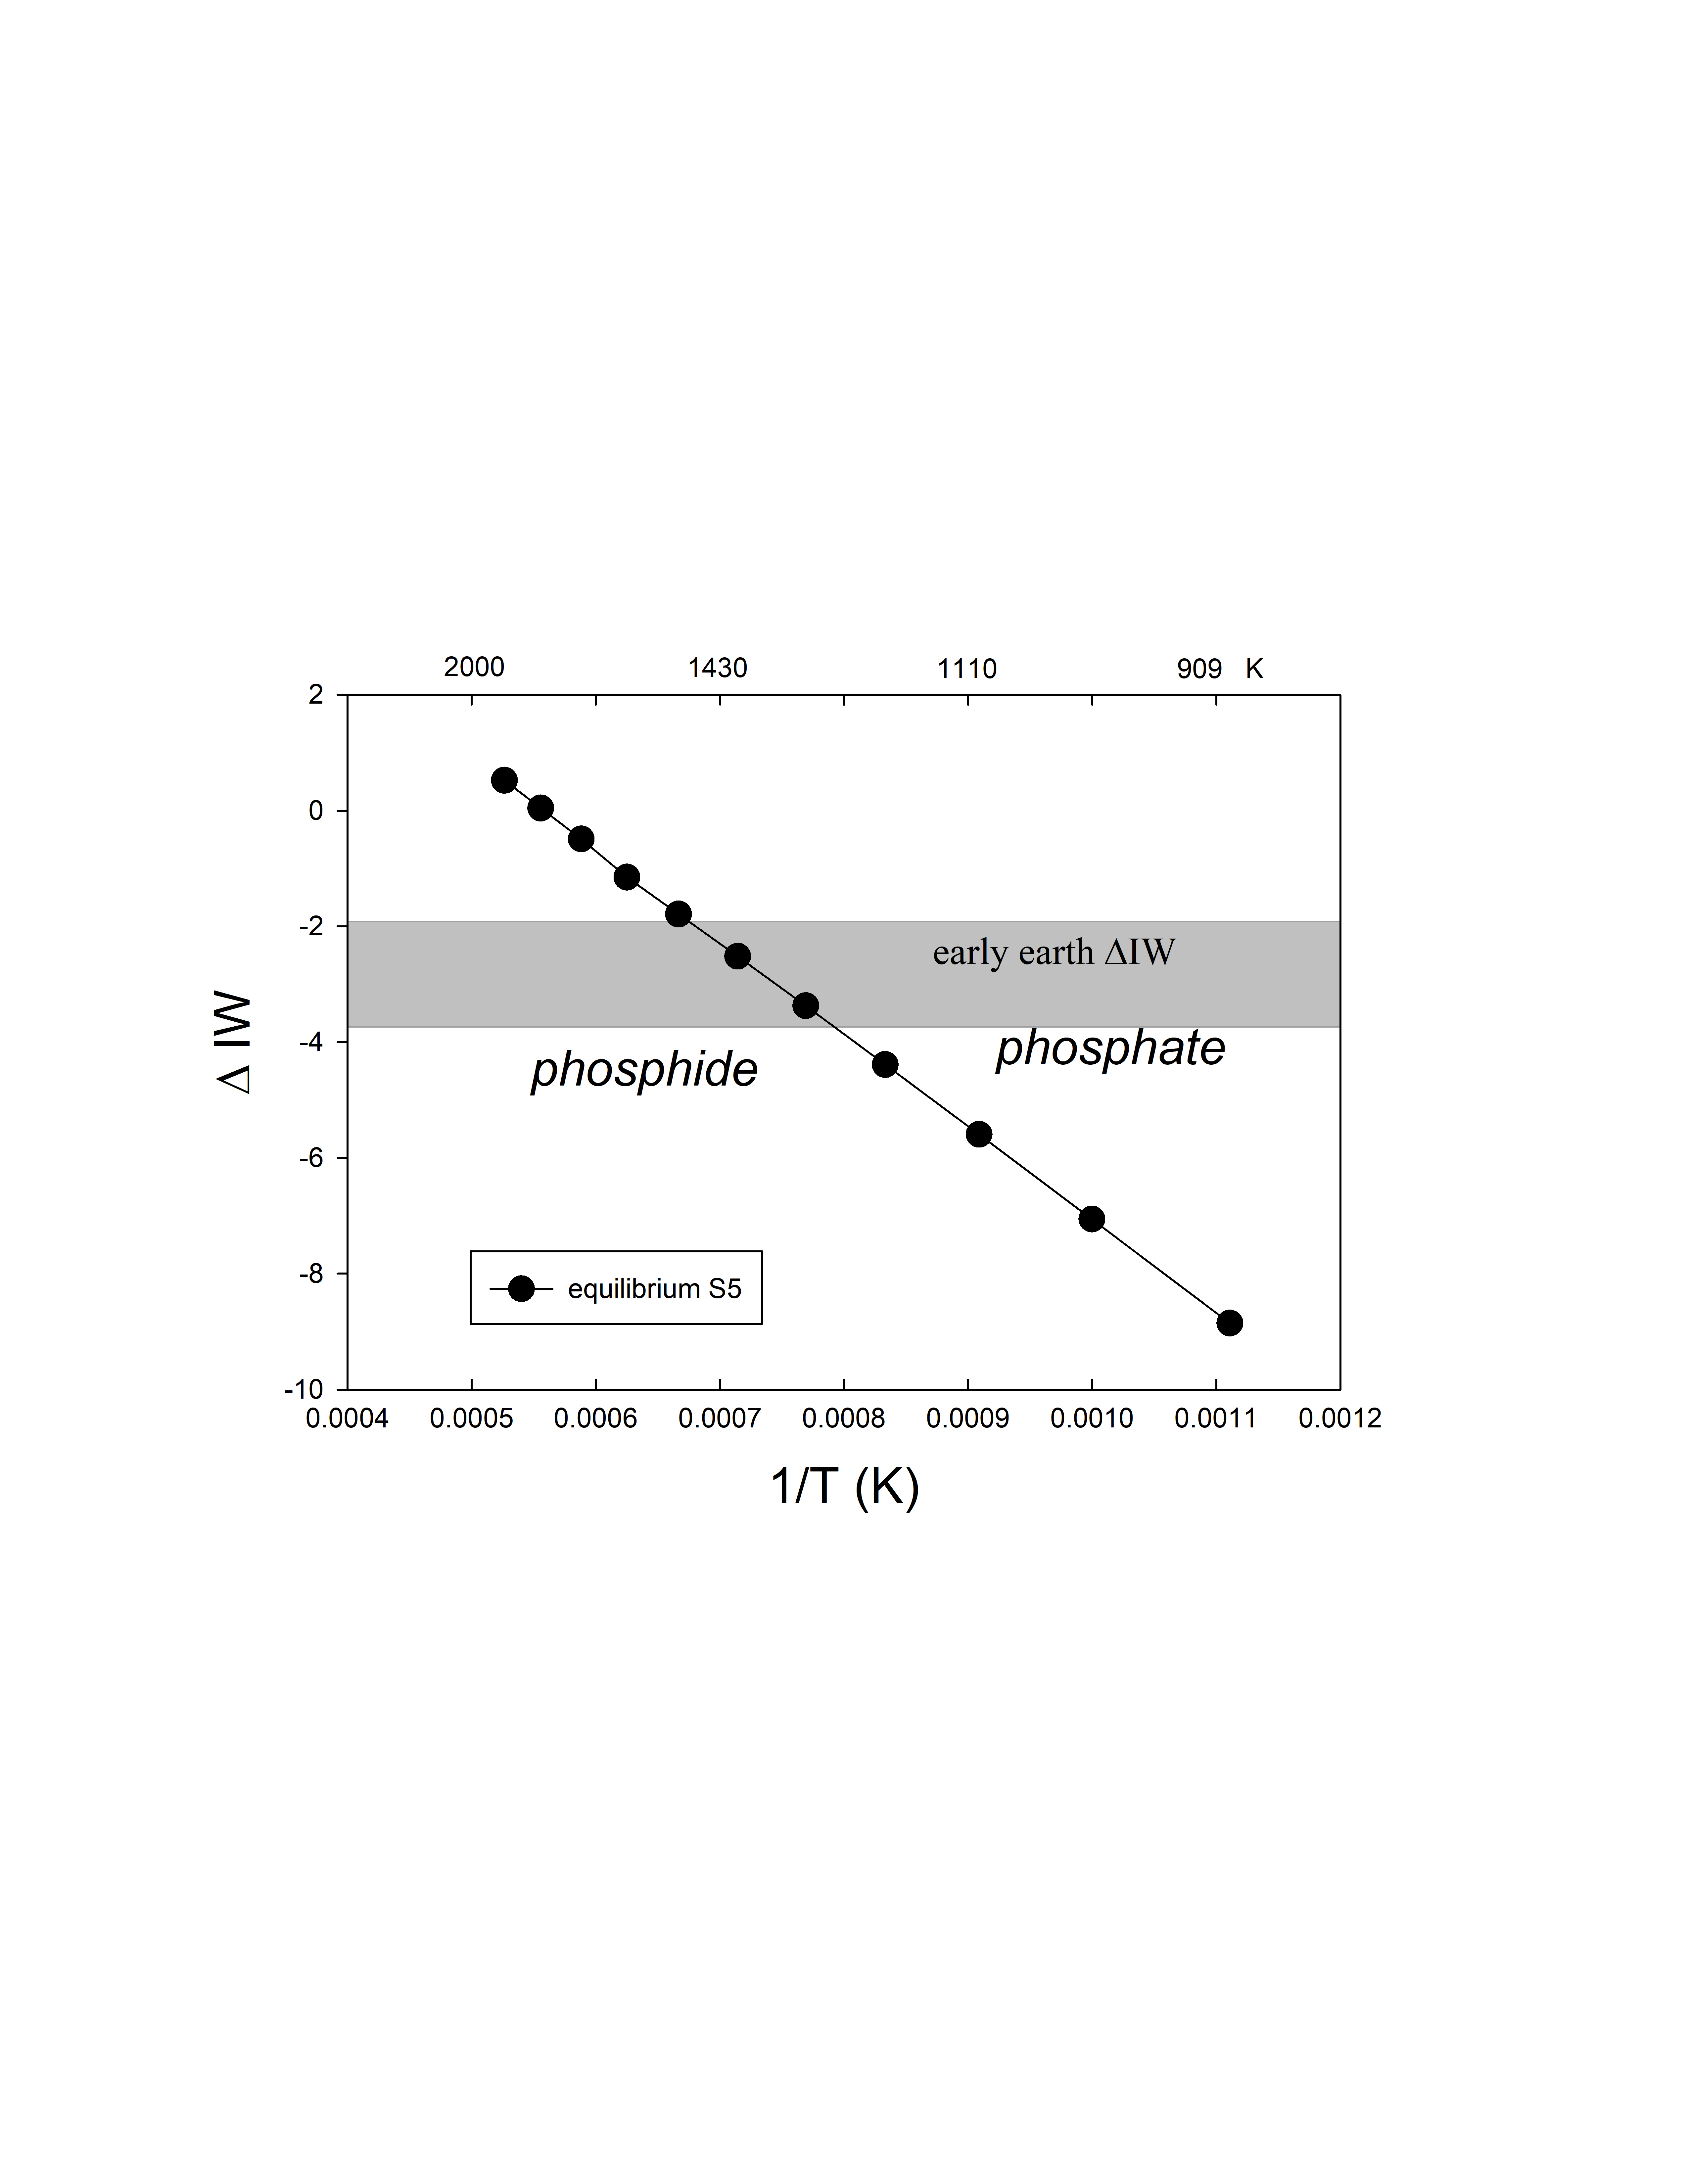 2000 1430 1110 909 K
2
0
-2
-4
-6
-8
-10
Δ IW
early earth ΔIW
phosphide
phosphate
equilibrium S5
0.0004 0.0005 0.0006 0.0007 0.0008 0.0009 0.0010 0.0011 0.0012
1/T (K)